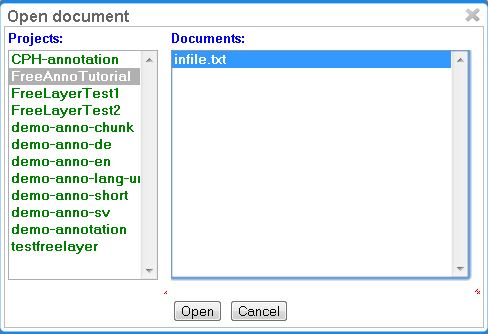 Open document
Projects:
Documents:
CPH-annotation
FreeAnnoTutorial
FreeLayerTest1
FreeLayerTest2
demo-anno-chunk
demo-anno-de
demo-anno-en
demo-anno-lang-un
demo-anno-short
demo-anno-sv
demo-annotation
testfreelayer
infile.txt
Open
Cancel